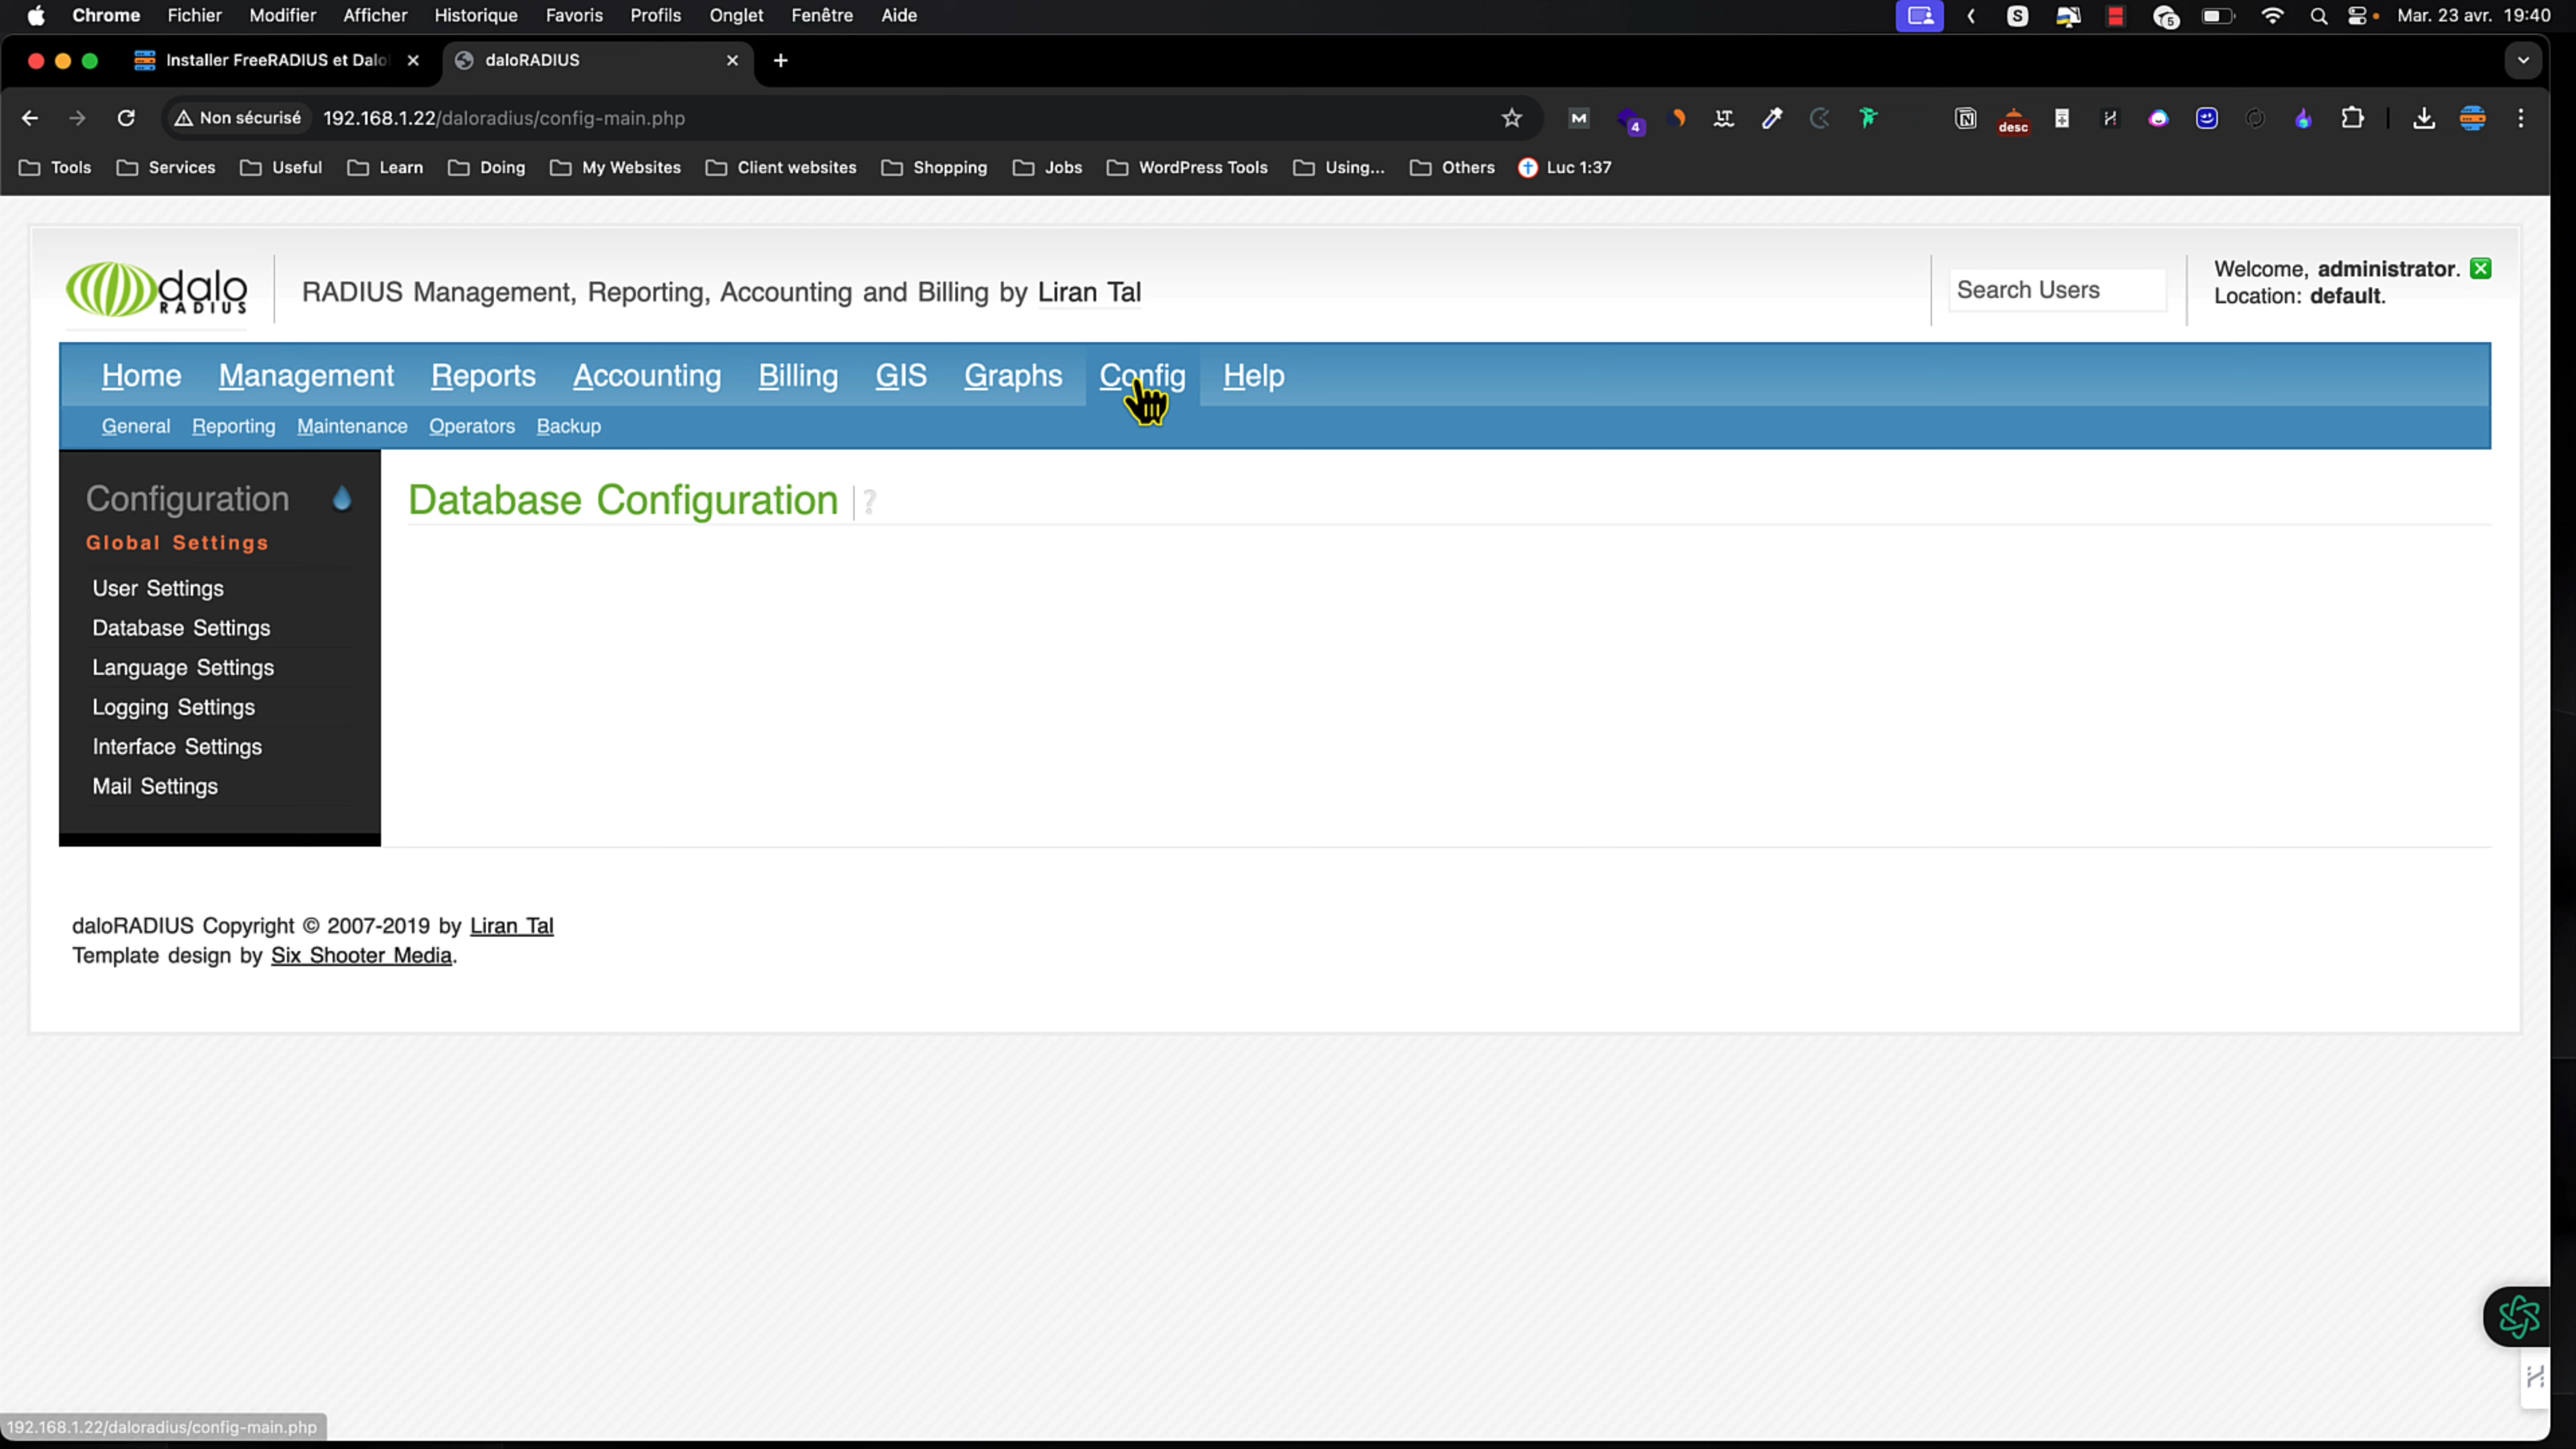 Chrome Fichier Modifier Afficher Historique Favoris Profils Onglet Fenêtre Aide
S 5 Mar. 23 avr. 19:40
Installer FreeRADIUS et Dalo
daloRADIUS
Non sécurisé 192.168.1.22/daloradius/config-main.php
M 4 LT desc
Tools Services Useful Learn Doing My Websites Client websites Shopping Jobs WordPress Tools Using... Others Luc 1:37
dalo
RADIUS
RADIUS Management, Reporting, Accounting and Billing by Liran Tal
Search Users
Welcome, administrator.
Location: default.
Home Management Reports Accounting Billing GIS Graphs Config Help
General Reporting Maintenance Operators Backup
Configuration
Global Settings
User Settings
Database Settings
Language Settings
Logging Settings
Interface Settings
Mail Settings
Database Configuration ?
daloRADIUS Copyright © 2007-2019 by Liran Tal
Template design by Six Shooter Media.
192.168.1.22/daloradius/config-main.php